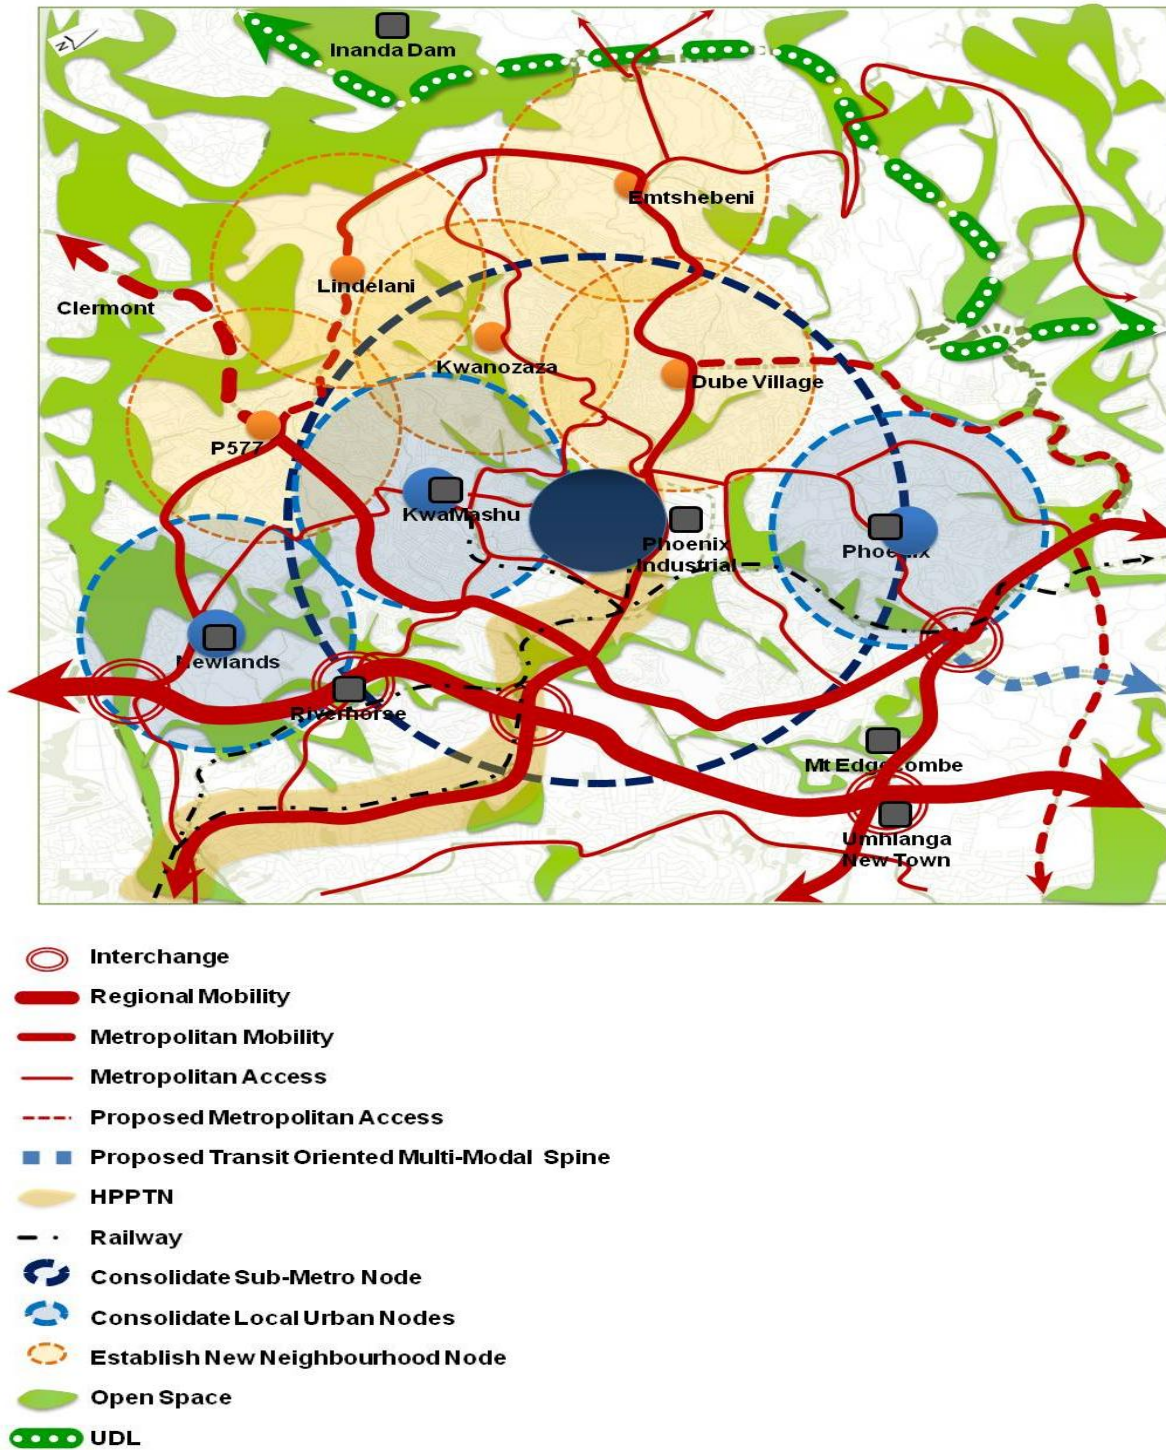 N
Inanda Dam
Emtshebeni
Lindelani
Clermont
Kwanozaza
Dube Village
P577
KwaMashu
Phoenix
Industrial
Phoenix
Newlands
Riverhorse
Mt Edgecombe
Umhlanga
New Town
Interchange
Regional Mobility
Metropolitan Mobility
Metropolitan Access
Proposed Metropolitan Access
Proposed Transit Oriented Multi-Modal Spine
HPPTN
Railway
Consolidate Sub-Metro Node
Consolidate Local Urban Nodes
Establish New Neighbourhood Node
Open Space
UDL